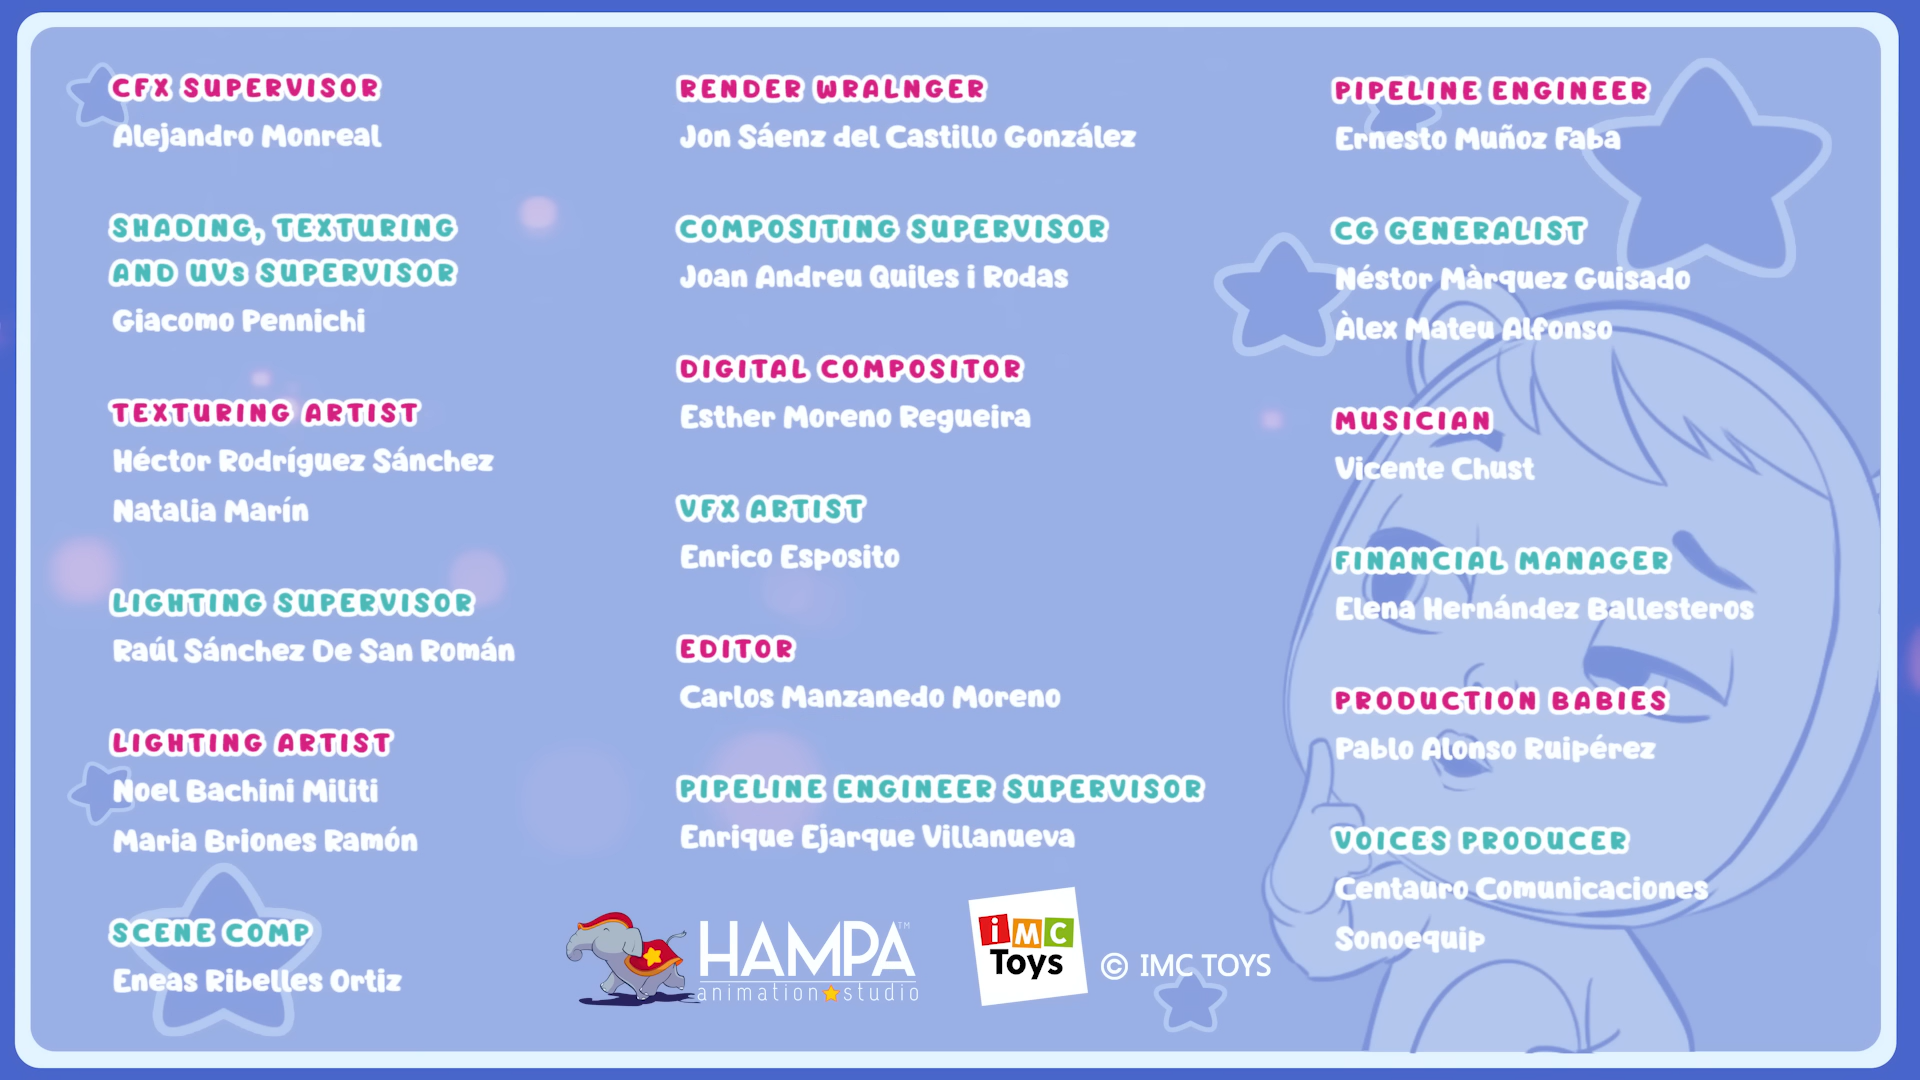 CFX SUPERVISOR
Alejandro Monreal
SHADING, TEXTURING
AND UVs SUPERVISOR
Giacomo Pennichi
TEXTURING ARTIST
Héctor Rodríguez Sánchez
Natalia Marín
LIGHTING SUPERVISOR
Raúl Sánchez De San Román
LIGHTING ARTIST
Noel Bachini Militi
Maria Briones Ramón
SCENE COMP
Eneas Ribelles Ortiz
RENDER WRALNGER
Jon Sáenz del Castillo González
COMPOSITING SUPERVISOR
Joan Andreu Quiles i Rodas
DIGITAL COMPOSITOR
Esther Moreno Regueira
VFX ARTIST
Enrico Esposito
EDITOR
Carlos Manzanedo Moreno
PIPELINE ENGINEER SUPERVISOR
Enrique Ejarque Villanueva
HAMPA™
animation studio
iMC
Toys
© IMC TOYS
PIPELINE ENGINEER
Ernesto Muñoz Faba
CG GENERALIST
Néstor Màrquez Guisado
Àlex Mateu Alfonso
MUSICIAN
Vicente Chust
FINANCIAL MANAGER
Elena Hernández Ballesteros
PRODUCTION BABIES
Pablo Alonso Ruipérez
VOICES PRODUCER
Centauro Comunicaciones
Sonoequip